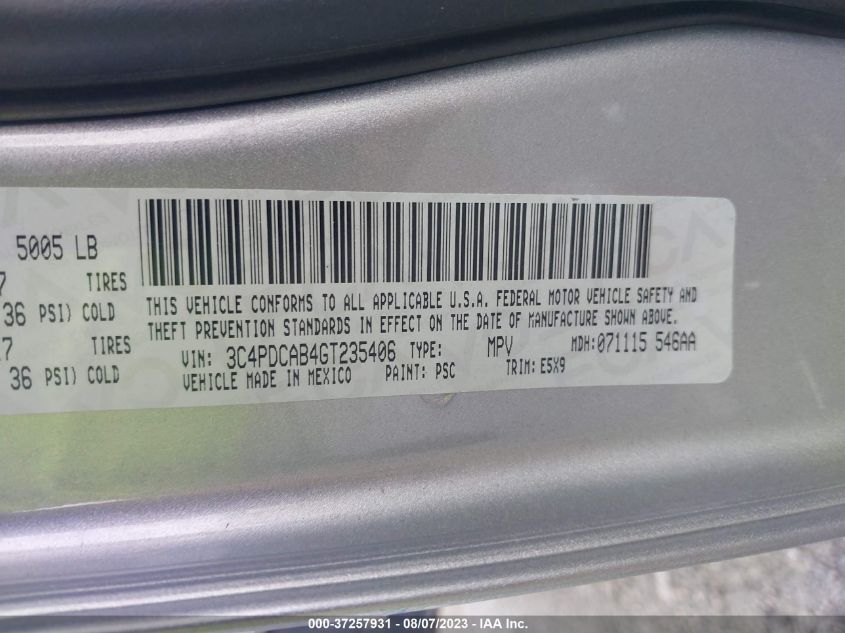 5005 LB
7 TIRES
36 PSI) COLD
7 TIRES
36 PSI) COLD
THIS VEHICLE CONFORMS TO ALL APPLICABLE U.S.A. FEDERAL MOTOR VEHICLE SAFETY AND
THEFT PREVENTION STANDARDS IN EFFECT ON THE DATE OF MANUFACTURE SHOWN ABOVE.
VIN: 3C4PDCAB4GT235406 TYPE: MPV MDH: 071115 546AA
VEHICLE MADE IN MEXICO PAINT: PSC TRIM: E5X9
000-37257931 - 08/07/2023 - IAA Inc.